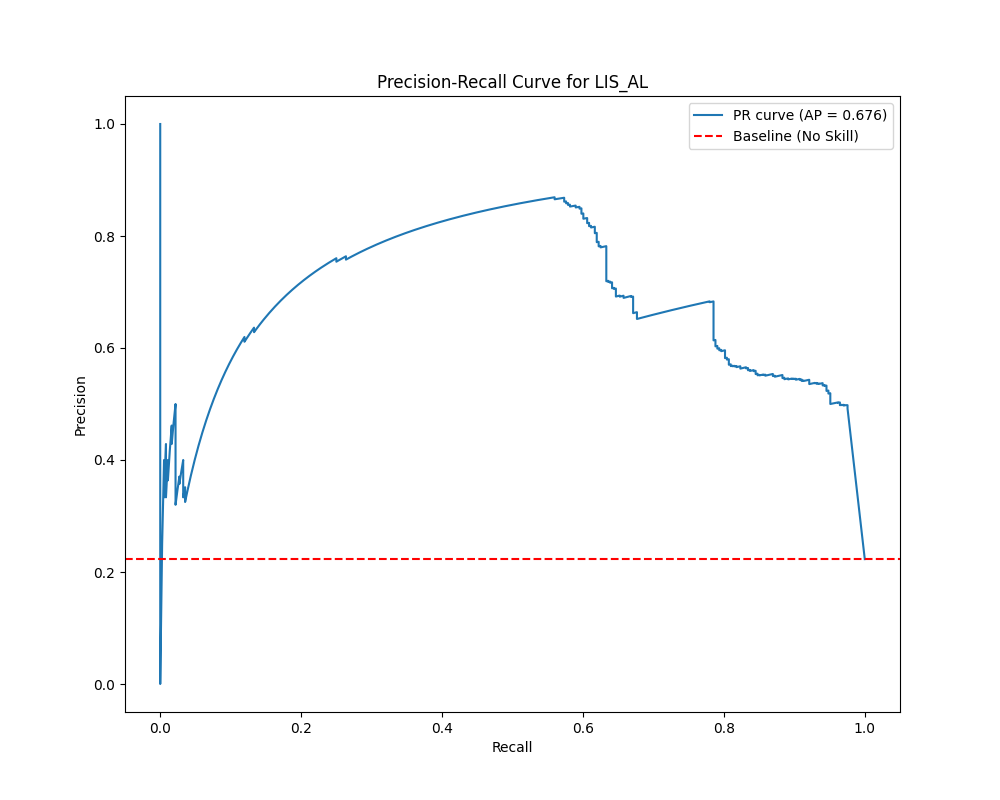 Precision-Recall Curve for LIS_AL
PR curve (AP = 0.676)
Baseline (No Skill)
1.0
0.8
0.6
0.4
0.2
0.0
Precision
0.0 0.2 0.4 0.6 0.8 1.0
Recall